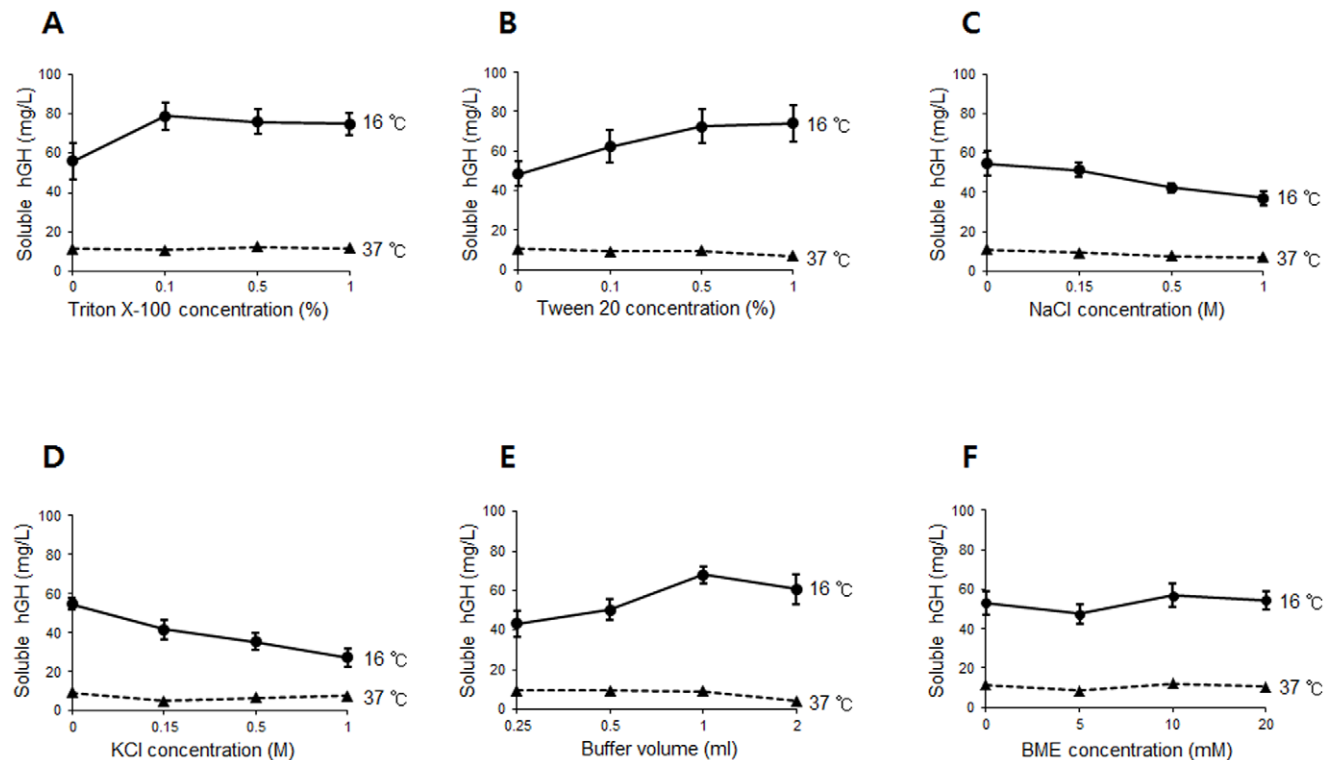 A
Soluble hGH (mg/L)
100
80
60
40
20
0
16 ℃
37 ℃
0 0.1 0.5 1
Triton X-100 concentration (%)
B
Soluble hGH (mg/L)
100
80
60
40
20
0
16 ℃
37 ℃
0 0.1 0.5 1
Tween 20 concentration (%)
C
Soluble hGH (mg/L)
100
80
60
40
20
0
16 ℃
37 ℃
0 0.15 0.5 1
NaCl concentration (M)
D
Soluble hGH (mg/L)
100
80
60
40
20
0
16 ℃
37 ℃
0 0.15 0.5 1
KCl concentration (M)
E
Soluble hGH (mg/L)
100
80
60
40
20
0
16 ℃
37 ℃
0.25 0.5 1 2
Buffer volume (ml)
F
Soluble hGH (mg/L)
100
80
60
40
20
0
16 ℃
37 ℃
0 5 10 20
BME concentration (mM)